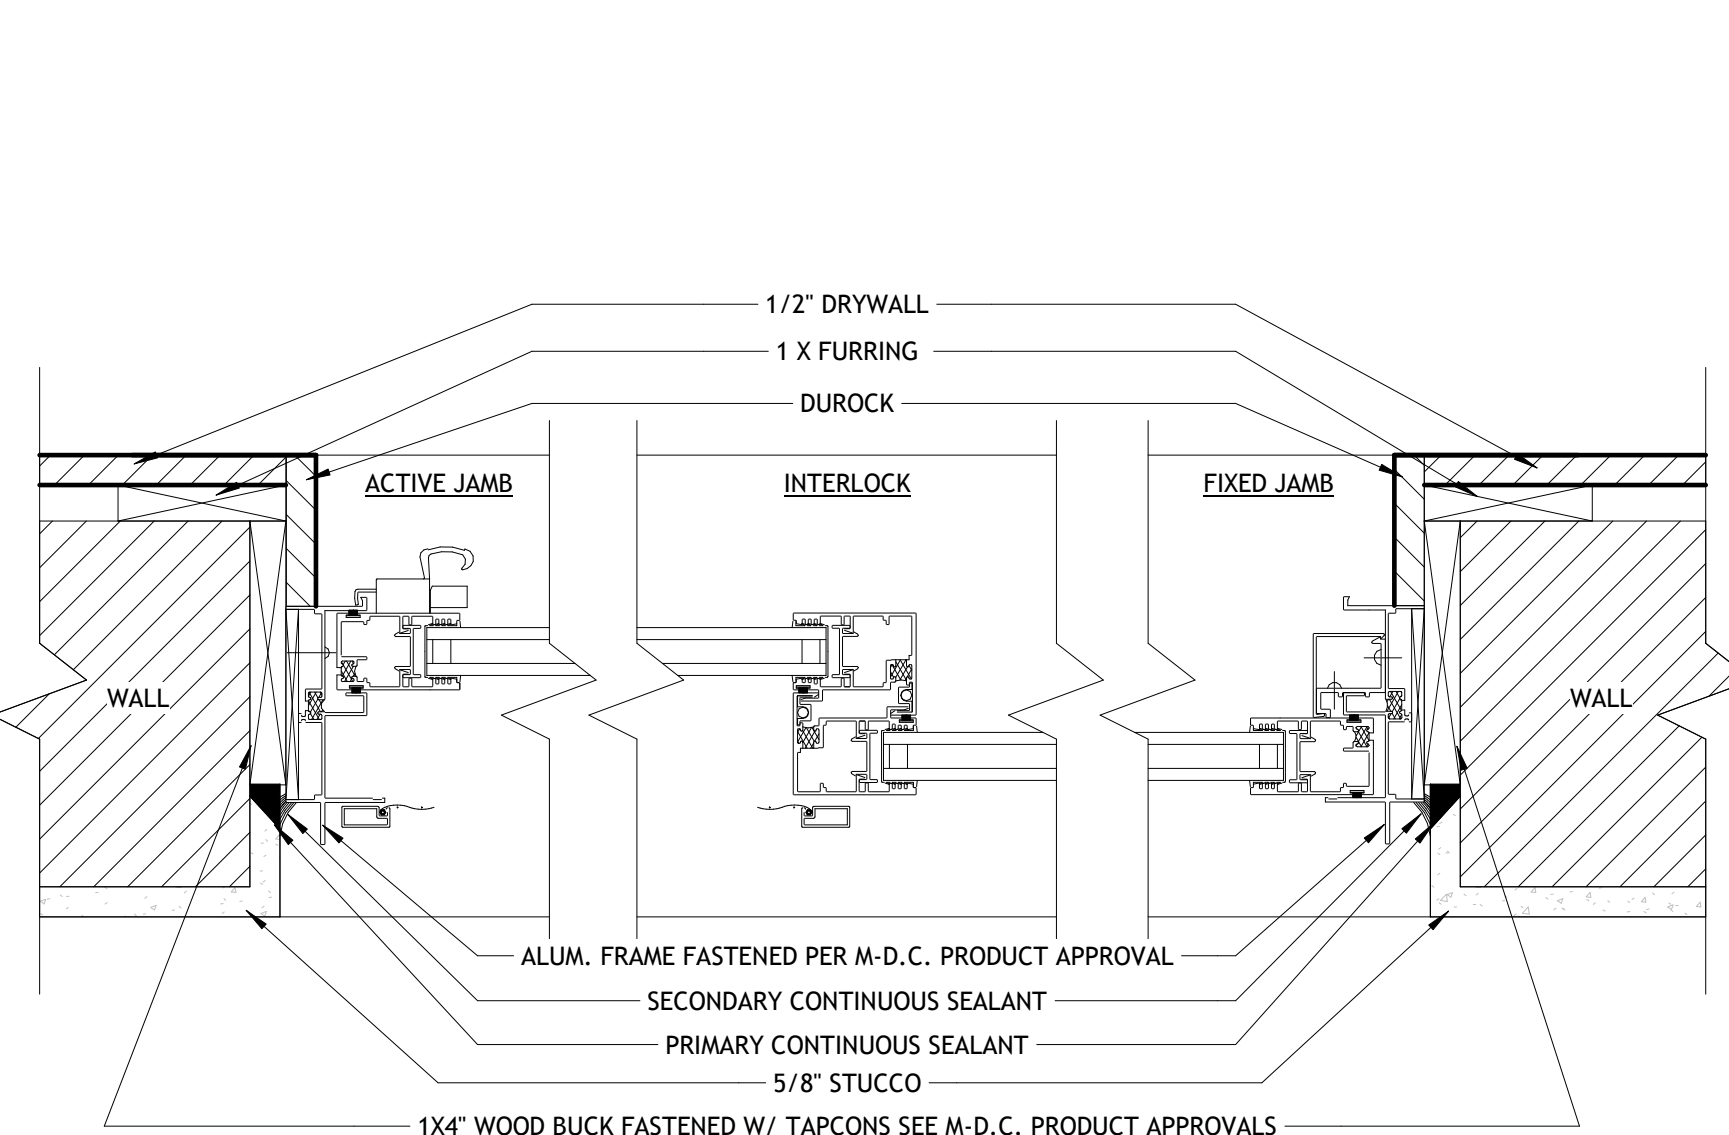 1/2" DRYWALL
1 X FURRING
DUROCK
ACTIVE JAMB
INTERLOCK
FIXED JAMB
WALL
WALL
ALUM. FRAME FASTENED PER M-D.C. PRODUCT APPROVAL
SECONDARY CONTINUOUS SEALANT
PRIMARY CONTINUOUS SEALANT
5/8" STUCCO
1X4" WOOD BUCK FASTENED W/ TAPCONS SEE M-D.C. PRODUCT APPROVALS